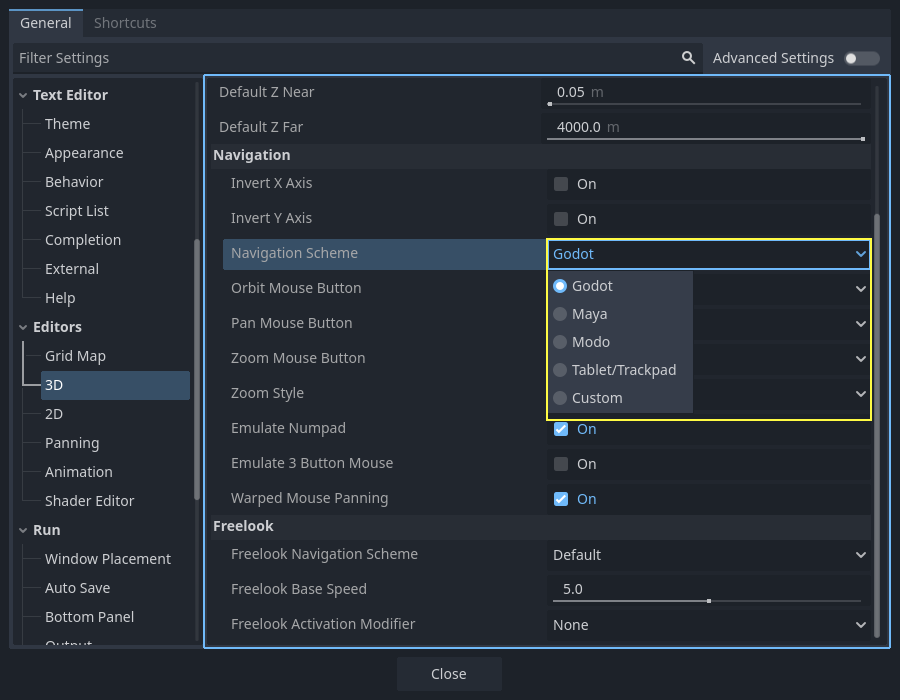 General Shortcuts
Filter Settings Advanced Settings
Text Editor
Theme
Appearance
Behavior
Script List
Completion
External
Help
Editors
Grid Map
3D
2D
Panning
Animation
Shader Editor
Run
Window Placement
Auto Save
Bottom Panel
Output
Default Z Near 0.05 m
Default Z Far 4000.0 m
Navigation
Invert X Axis On
Invert Y Axis On
Navigation Scheme Godot
Orbit Mouse Button
Pan Mouse Button
Zoom Mouse Button
Zoom Style
Godot
Maya
Modo
Tablet/Trackpad
Custom
Emulate Numpad On
Emulate 3 Button Mouse On
Warped Mouse Panning On
Freelook
Freelook Navigation Scheme Default
Freelook Base Speed 5.0
Freelook Activation Modifier None
Close